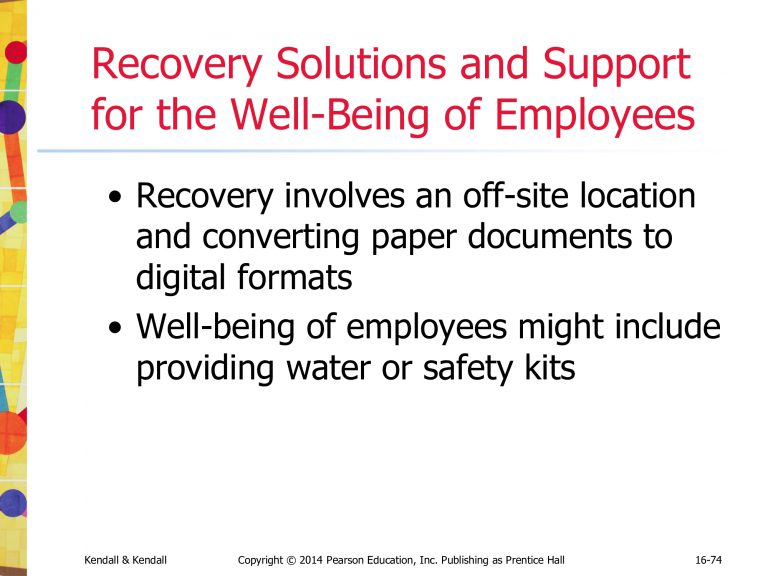 Recovery Solutions and Support
for the Well-Being of Employees
• Recovery involves an off-site location
and converting paper documents to
digital formats
• Well-being of employees might include
providing water or safety kits
Kendall & Kendall Copyright © 2014 Pearson Education, Inc. Publishing as Prentice Hall 16-74